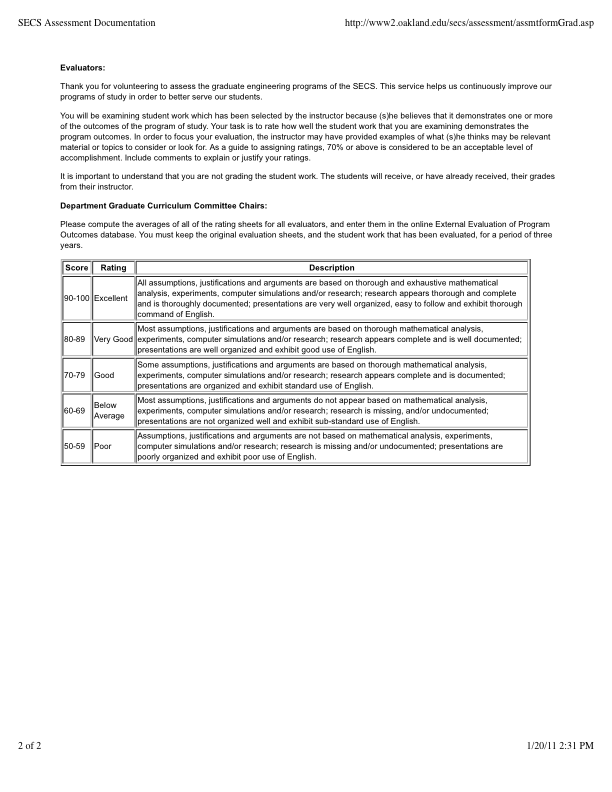 SECS Assessment Documentation http://www2.oakland.edu/secs/assessment/assmtformGrad.asp
Evaluators:
Thank you for volunteering to assess the graduate engineering programs of the SECS. This service helps us continuously improve our
programs of study in order to better serve our students.
You will be examining student work which has been selected by the instructor because (s)he believes that it demonstrates one or more
of the outcomes of the program of study. Your task is to rate how well the student work that you are examining demonstrates the
program outcomes. In order to focus your evaluation, the instructor may have provided examples of what (s)he thinks may be relevant
material or topics to consider or look for. As a guide to assigning ratings, 70% or above is considered to be an acceptable level of
accomplishment. Include comments to explain or justify your ratings.
It is important to understand that you are not grading the student work. The students will receive, or have already received, their grades
from their instructor.
Department Graduate Curriculum Committee Chairs:
Please compute the averages of all of the rating sheets for all evaluators, and enter them in the online External Evaluation of Program
Outcomes database. You must keep the original evaluation sheets, and the student work that has been evaluated, for a period of three
years.
Score Rating Description
90-100 Excellent All assumptions, justifications and arguments are based on thorough and exhaustive mathematical
analysis, experiments, computer simulations and/or research; research appears thorough and complete
and is thoroughly documented; presentations are very well organized, easy to follow and exhibit thorough
command of English.
80-89 Very Good Most assumptions, justifications and arguments are based on thorough mathematical analysis,
experiments, computer simulations and/or research; research appears complete and is well documented;
presentations are well organized and exhibit good use of English.
70-79 Good Some assumptions, justifications and arguments are based on thorough mathematical analysis,
experiments, computer simulations and/or research; research appears complete and is documented;
presentations are organized and exhibit standard use of English.
60-69 Below Average Most assumptions, justifications and arguments do not appear based on mathematical analysis,
experiments, computer simulations and/or research; research is missing, and/or undocumented;
presentations are not organized well and exhibit sub-standard use of English.
50-59 Poor Assumptions, justifications and arguments are not based on mathematical analysis, experiments,
computer simulations and/or research; research is missing and/or undocumented; presentations are
poorly organized and exhibit poor use of English.
2 of 2 1/20/11 2:31 PM